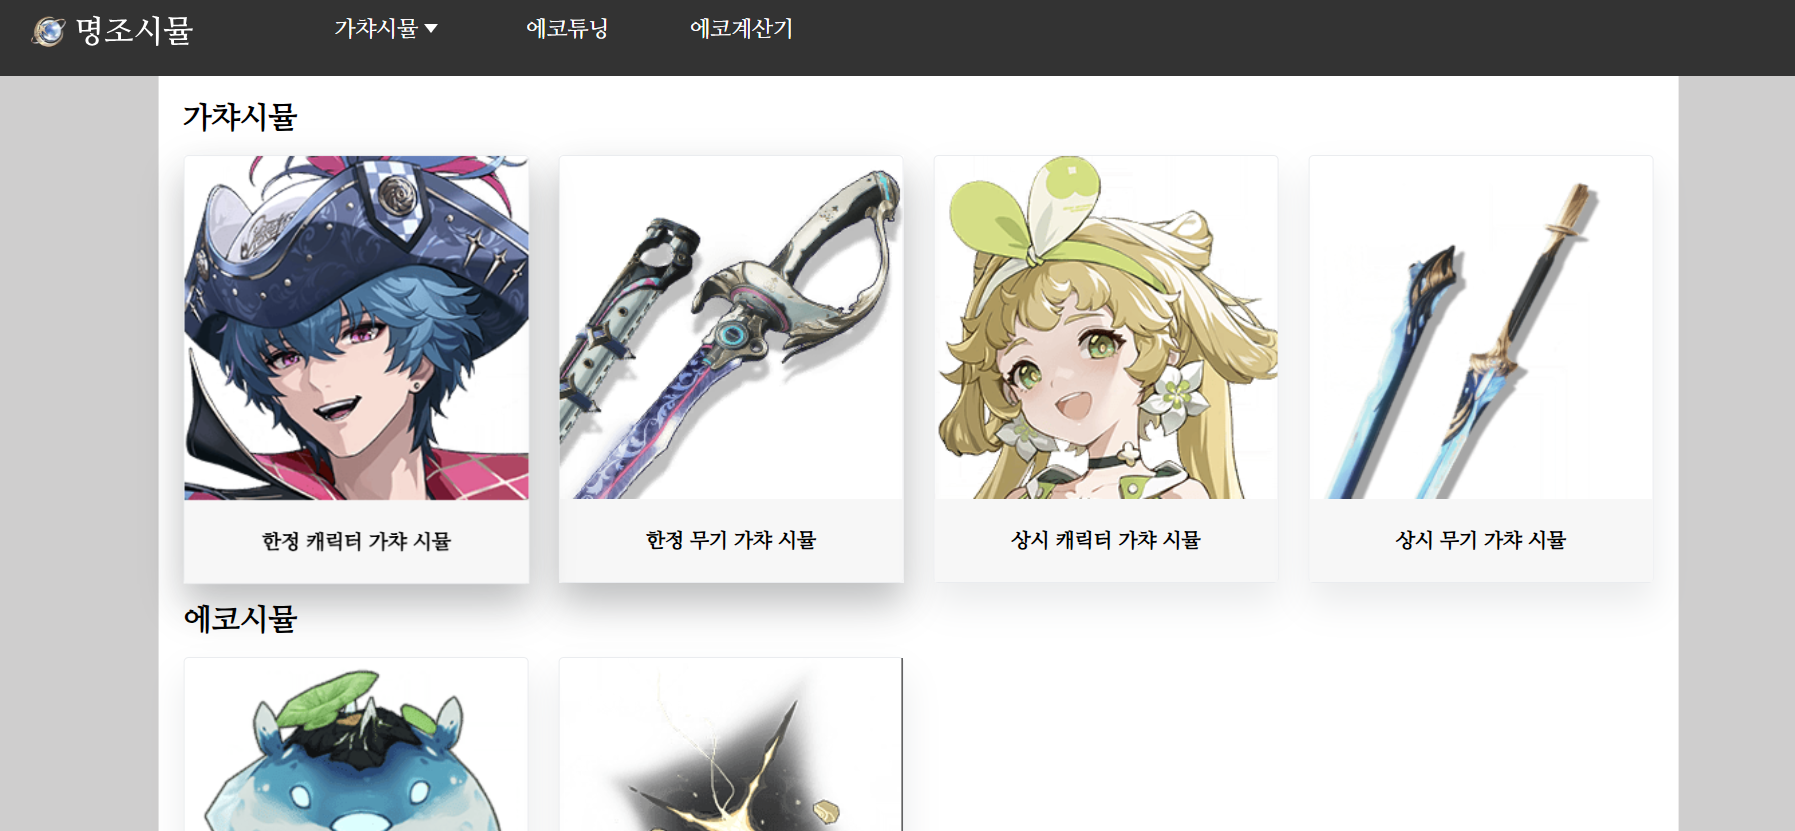 명조시뮬
가챠시뮬▼
에코튜닝
에코계산기
가챠시뮬
한정 캐릭터 가챠 시뮬
한정 무기 가챠 시뮬
상시 캐릭터 가챠 시뮬
상시 무기 가챠 시뮬
에코시뮬